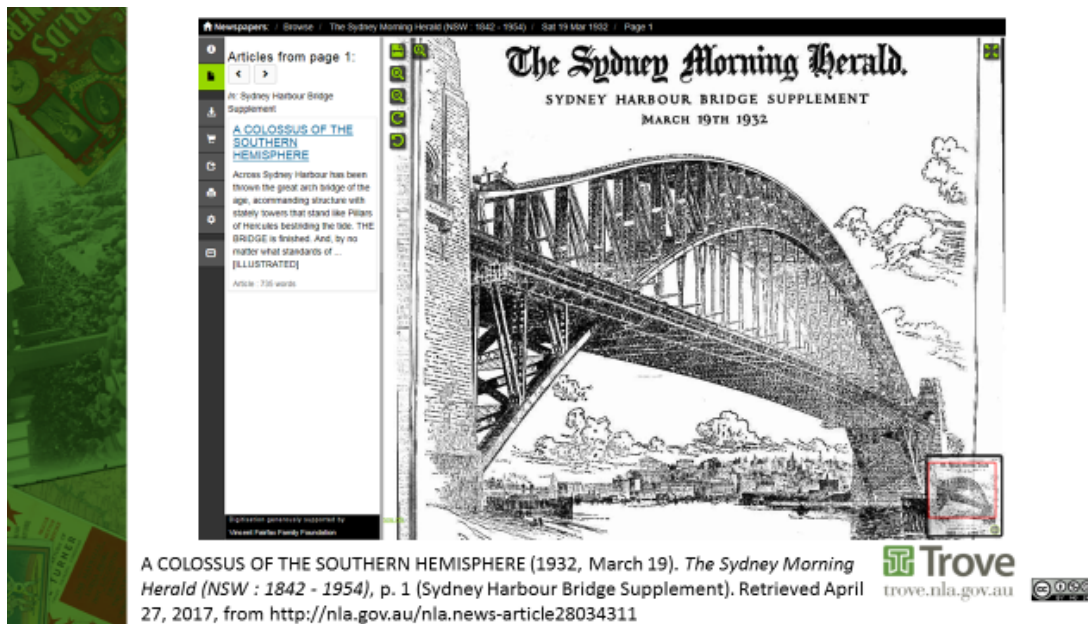 Newspapers: / Browse / The Sydney Morning Herald (NSW : 1842 - 1954) / Sat 19 Mar 1932 / Page 1
Articles from page 1:
In: Sydney Harbour Bridge
Supplement
A COLOSSUS OF THE
SOUTHERN
HEMISPHERE
Across Sydney Harbour has been
thrown the great arch bridge of the
age, acommanding structure with
stately towers that stand like Pillars
of Hercules bestriding the tide. THE
BRIDGE is finished. And, by no
matter what standards of ...
[ILLUSTRATED]
Article : 735 words
Digitisation generously supported by
Vincent Fairfax Family Foundation
The Sydney Morning Herald.
SYDNEY HARBOUR BRIDGE SUPPLEMENT
MARCH 19TH 1932
A COLOSSUS OF THE SOUTHERN HEMISPHERE (1932, March 19). The Sydney Morning
Herald (NSW : 1842 - 1954), p. 1 (Sydney Harbour Bridge Supplement). Retrieved April
27, 2017, from http://nla.gov.au/nla.news-article28034311
Trove
trove.nla.gov.au
TURNER